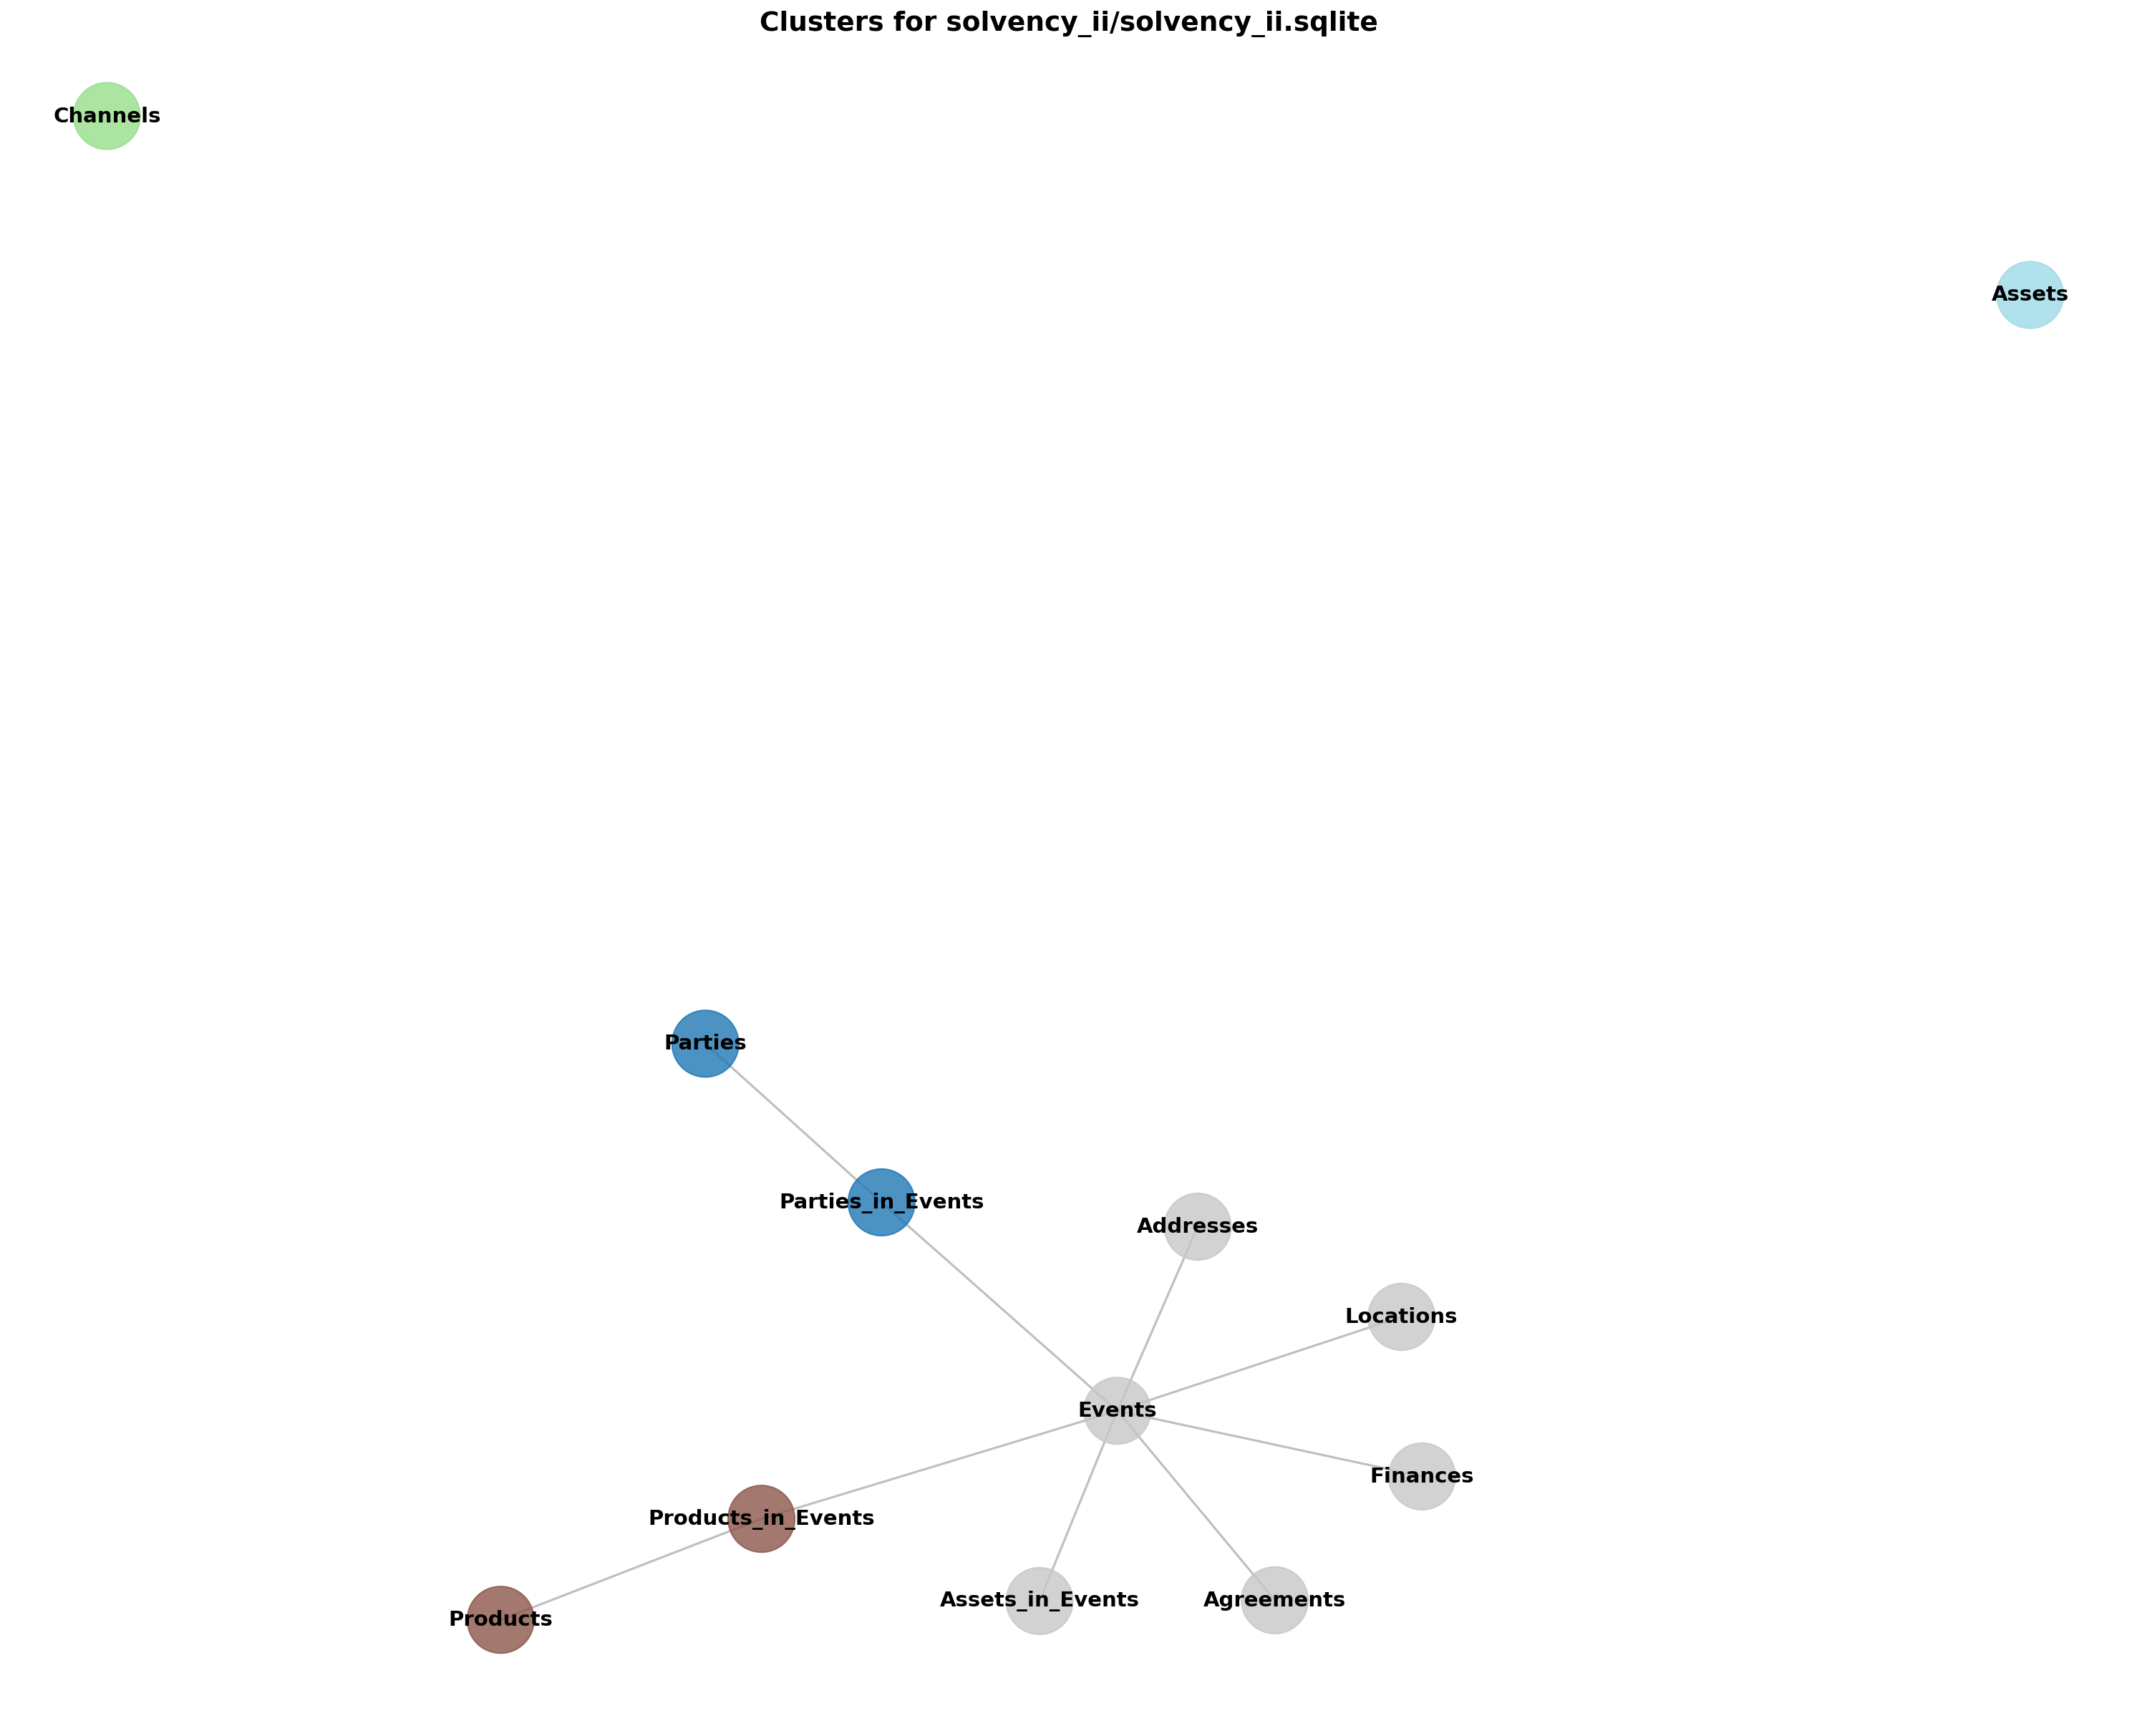 Clusters for solvency_ii/solvency_ii.sqlite
Channels
Assets
Parties
Parties_in_Events
Addresses
Locations
Events
Finances
Products_in_Events
Assets_in_Events
Agreements
Products